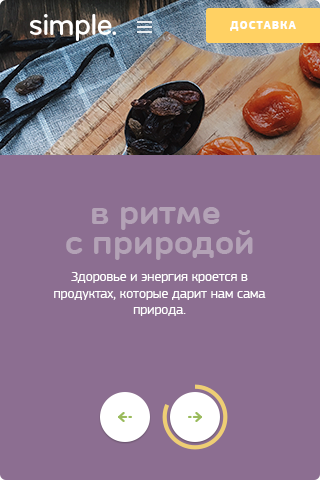 simple.
ДОСТАВКА
в ритме
с природой
Здоровье и энергия кроется в
продуктах, которые дарит нам сама
природа.